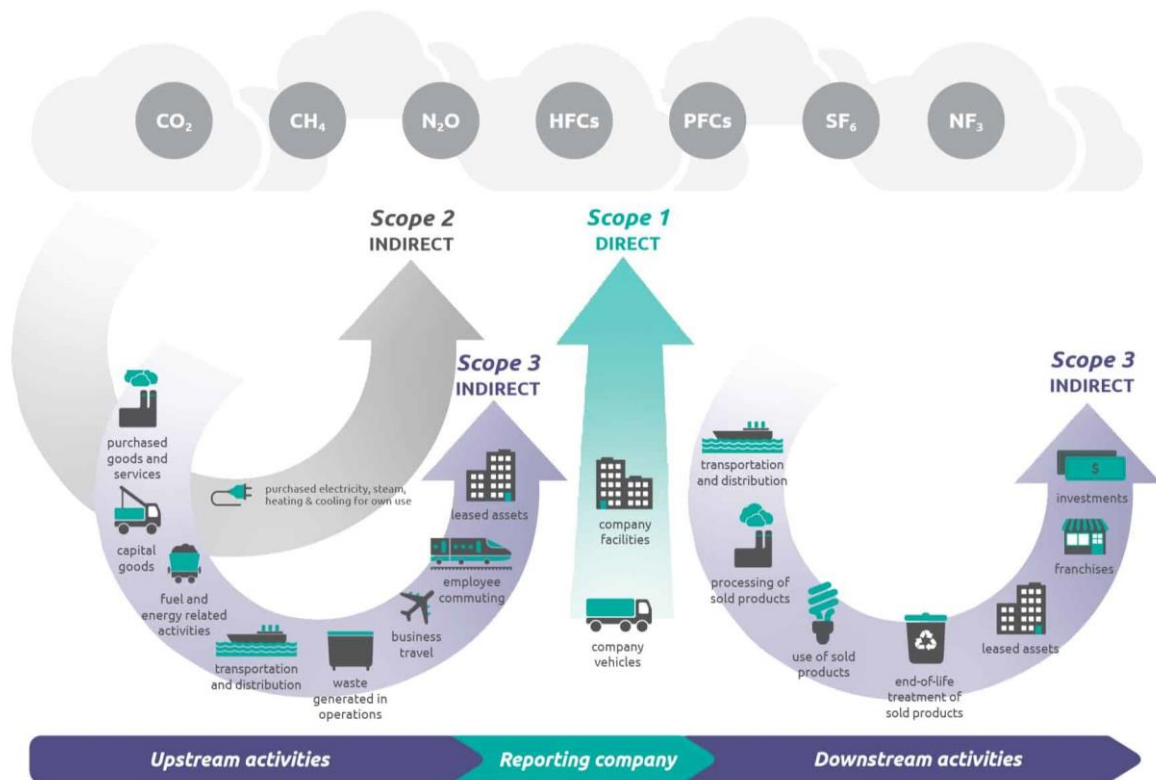 CO₂
CH₄
N₂O
HFCs
PFCs
SF₆
NF₃
Scope 2
INDIRECT
Scope 1
DIRECT
Scope 3
INDIRECT
Scope 3
INDIRECT
purchased
goods and
services
purchased electricity, steam,
heating & cooling for own use
capital
goods
fuel and
energy related
activities
transportation
and distribution
waste
generated in
operations
business
travel
employee
commuting
leased assets
company
facilities
company
vehicles
transportation
and distribution
processing of
sold products
use of sold
products
end-of-life
treatment of
sold products
leased assets
franchises
$
investments
Upstream activities
Reporting company
Downstream activities